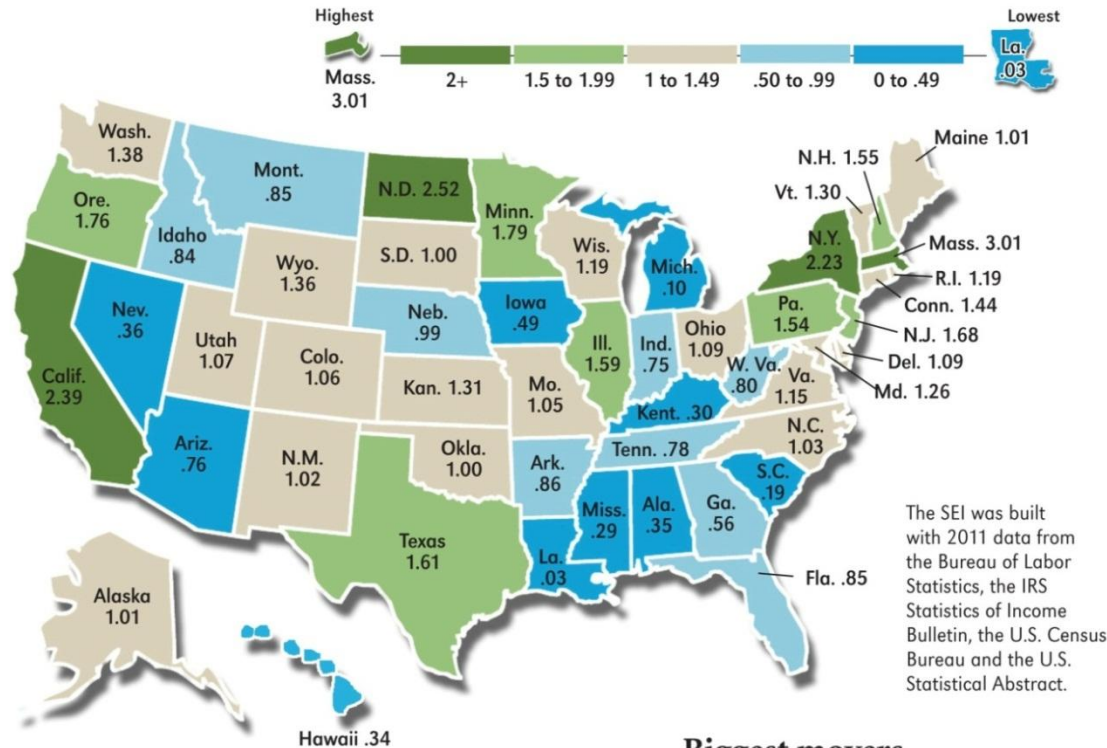 Highest
Lowest
Mass.
3.01
2+
1.5 to 1.99
1 to 1.49
.50 to .99
0 to .49
La.
.03
Wash.
1.38
Ore.
1.76
Calif.
2.39
Idaho
.84
Nev.
.36
Mont.
.85
Wyo.
1.36
Utah
1.07
Colo.
1.06
Ariz.
.76
N.M.
1.02
N.D. 2.52
S.D. 1.00
Neb.
.99
Kan. 1.31
Okla.
1.00
Texas
1.61
Minn.
1.79
Iowa
.49
Mo.
1.05
Ark.
.86
La.
.03
Wis.
1.19
Ill.
1.59
Mich.
.10
Ind.
.75
Ohio
1.09
Kent. .30
Tenn. .78
Miss.
.29
Ala.
.35
Ga.
.56
Fla. .85
S.C.
.19
N.C.
1.03
Va.
1.15
W. Va.
.80
Pa.
1.54
N.Y.
2.23
Vt. 1.30
N.H. 1.55
Maine 1.01
Mass. 3.01
R.I. 1.19
Conn. 1.44
N.J. 1.68
Del. 1.09
Md. 1.26
Alaska
1.01
Hawaii .34
The SEI was built
with 2011 data from
the Bureau of Labor
Statistics, the IRS
Statistics of Income
Bulletin, the U.S. Census
Bureau and the U.S.
Statistical Abstract.
Biggest movers